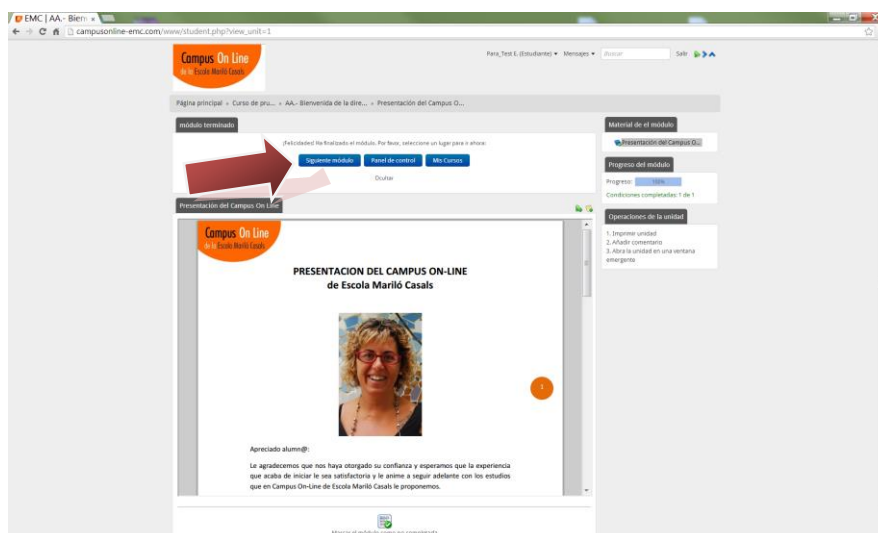 EMC | AA.- Bien
campusonline-emc.com/www/student.php?view_unit=1
Campus On Line
de la Escola Mariló Casals
Para_Test E. (Estudiante) Mensajes Buscar Salir
Página principal » Curso de pru... » AA.- Bienvenida de la dire... » Presentación del Campus O...
módulo terminado
¡Felicidades! He finalizado el módulo. Por favor, seleccione un lugar para ir ahora:
Siguiente módulo Panel de control Mis Cursos
Ocultar
Material de el módulo
Presentación del Campus O...
Progreso del módulo
Progreso: 100%
Condiciones completadas: 1 de 1
Operaciones de la unidad
1. Imprimir unidad
2. Añadir comentario
3. Abra la unidad en una ventana
emergente
Presentación del Campus On Line
Campus On Line
de la Escola Mariló Casals
PRESENTACION DEL CAMPUS ON-LINE
de Escola Mariló Casals
1
Apreciado alumn@:
Le agradecemos que nos haya otorgado su confianza y esperamos que la experiencia
que acaba de iniciar le sea satisfactoria y le anime a seguir adelante con los estudios
que en Campus On-Line de Escola Mariló Casals le proponemos.